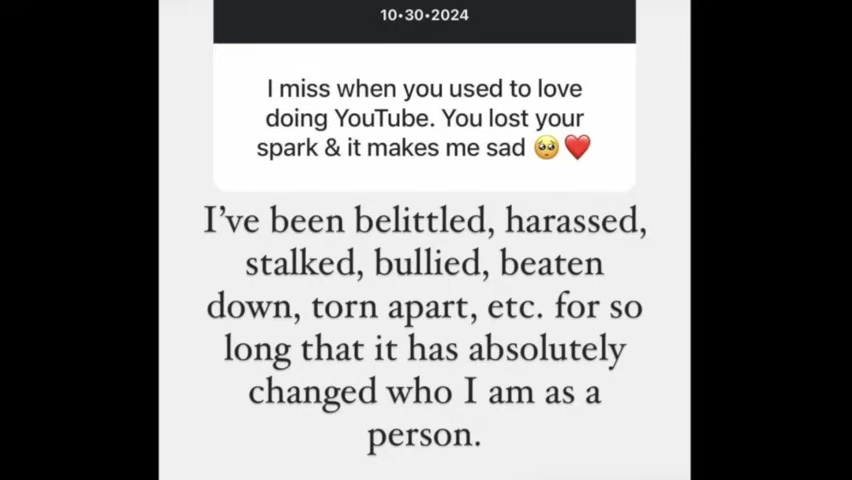 10•30•2024
I miss when you used to love
doing YouTube. You lost your
spark & it makes me sad 🥺❤️
I've been belittled, harassed,
stalked, bullied, beaten
down, torn apart, etc. for so
long that it has absolutely
changed who I am as a
person.